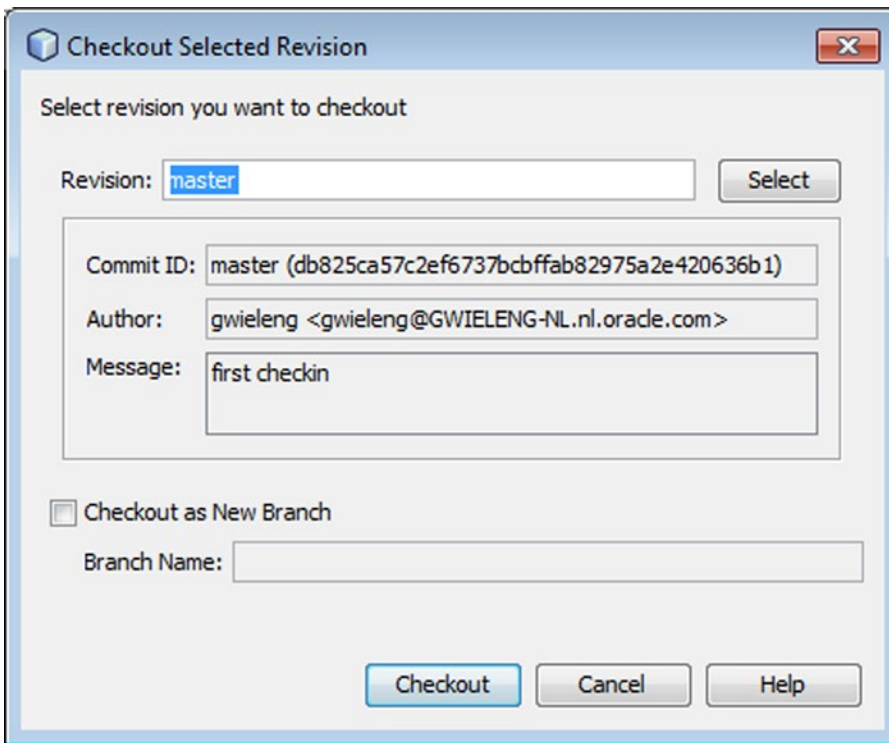 Checkout Selected Revision
Select revision you want to checkout
Revision: master Select
Commit ID: master (db825ca57c2ef6737bcbffab82975a2e420636b1)
Author: gwieleng <gwieleng@GWIELENG-NL.nl.oracle.com>
Message: first checkin
Checkout as New Branch
Branch Name:
Checkout Cancel Help